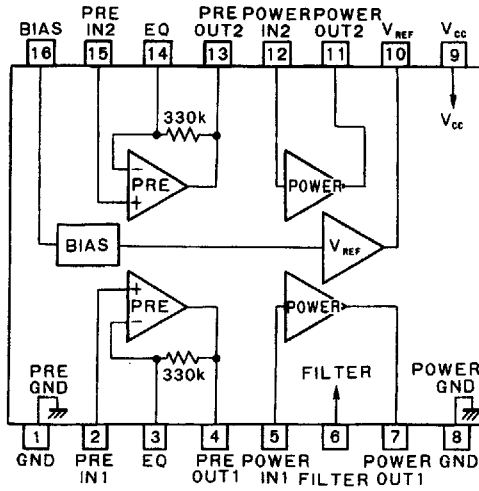 BIAS PRE IN2 EQ PRE OUT2 POWER IN2 POWER OUT2 VREF VCC
16 15 14 13 12 11 10 9
330k
VCC
- PRE +
POWER
BIAS
VREF
+ PRE -
POWER
330k
PRE GND
FILTER
POWER GND
1 2 3 4 5 6 7 8
GND PRE IN1 EQ PRE OUT1 POWER IN1 FILTER POWER OUT1 GND